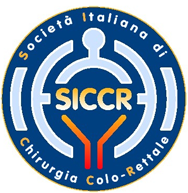 Società Italiana di
SICCR
Chirurgia Colo-Rettale